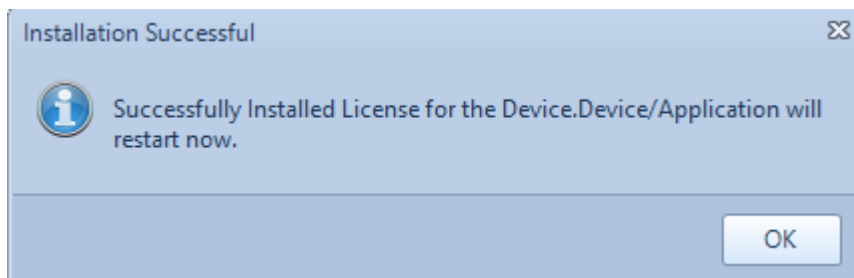 Installation Successful
Successfully Installed License for the Device.Device/Application will
restart now.
OK